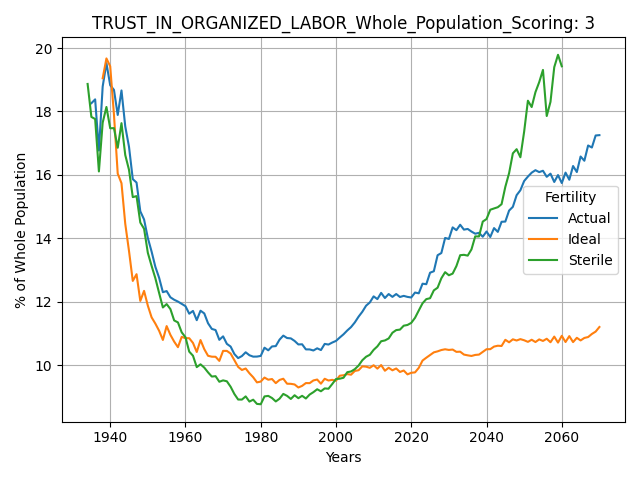 TRUST_IN_ORGANIZED_LABOR_Whole_Population_Scoring: 3
% of Whole Population
20
18
16
14
12
10
Fertility
Actual
Ideal
Sterile
1940 1960 1980 2000 2020 2040 2060
Years